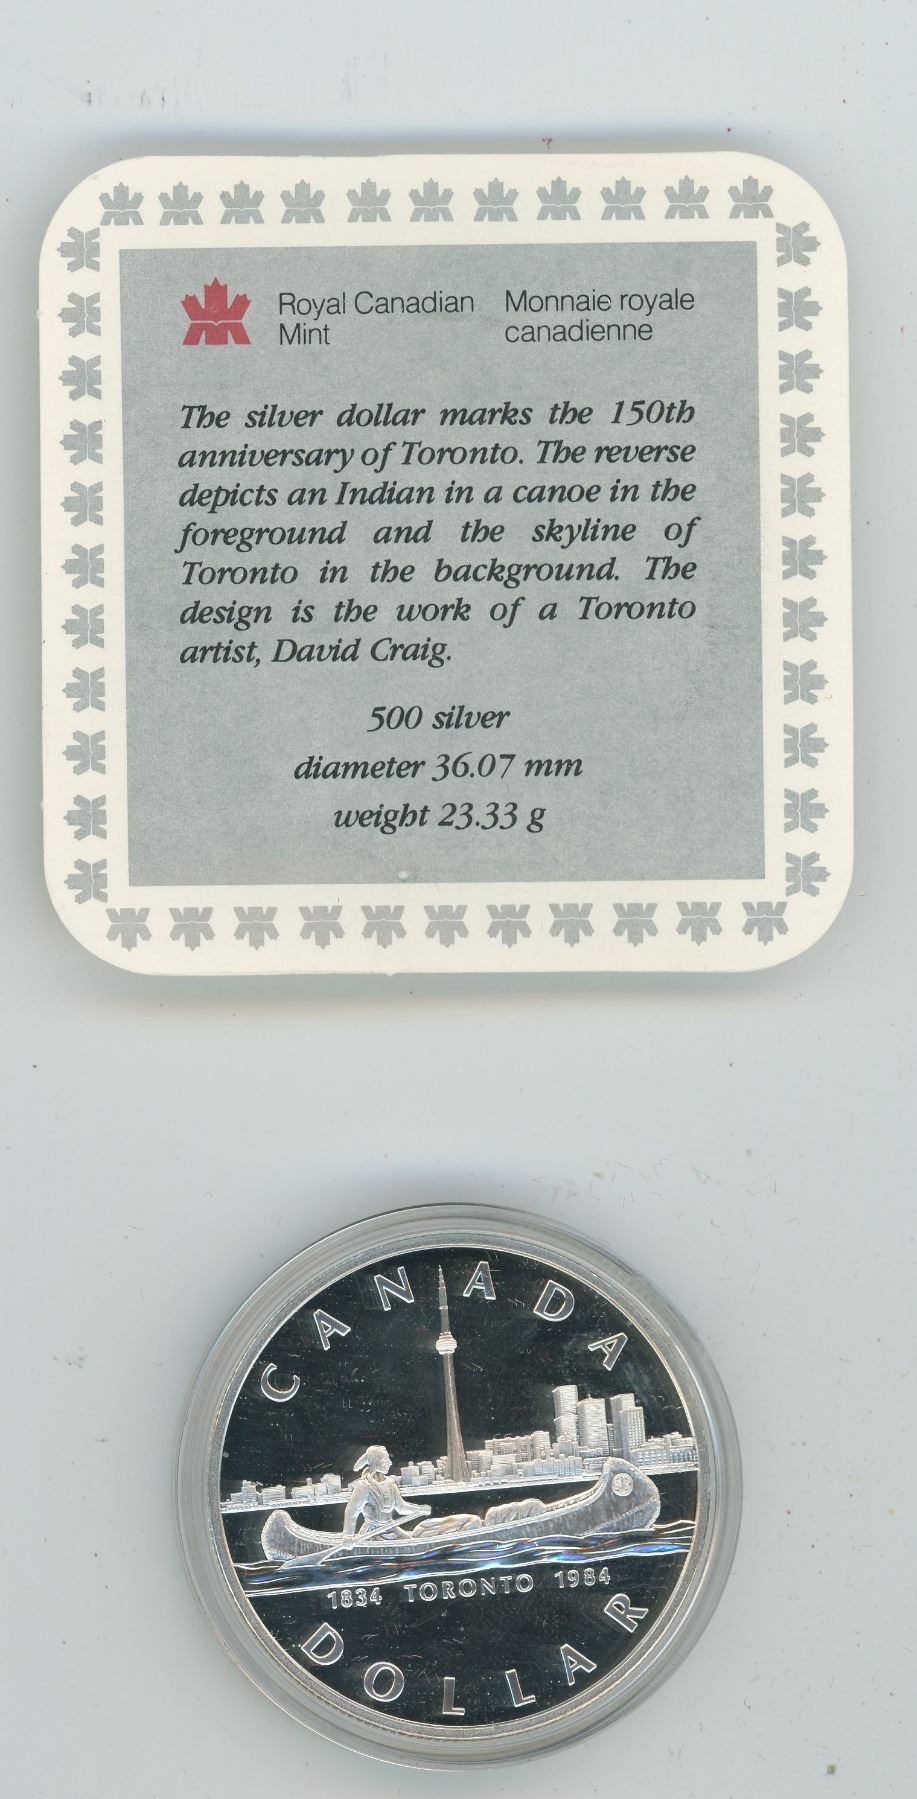 Royal Canadian Mint
Monnaie royale canadienne
The silver dollar marks the 150th
anniversary of Toronto. The reverse
depicts an Indian in a canoe in the
foreground and the skyline of
Toronto in the background. The
design is the work of a Toronto
artist, David Craig.
500 silver
diameter 36.07 mm
weight 23.33 g
CANADA
1834 TORONTO 1984
DOLLAR